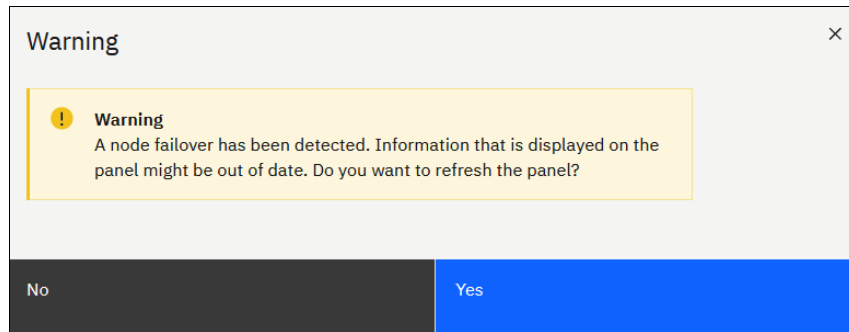 Warning
Warning
A node failover has been detected. Information that is displayed on the
panel might be out of date. Do you want to refresh the panel?
No
Yes